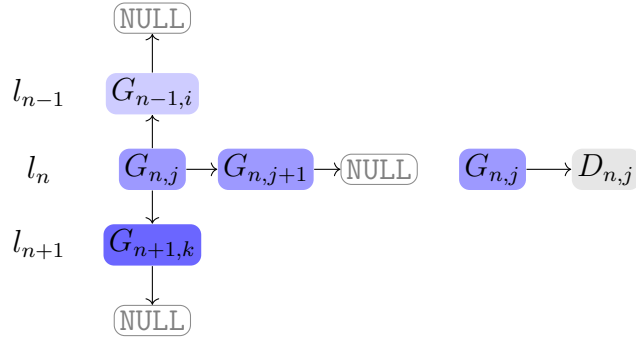 NULL
l_{n-1} G_{n-1,i}
l_n G_{n,j} G_{n,j+1} NULL G_{n,j} D_{n,j}
l_{n+1} G_{n+1,k}
NULL